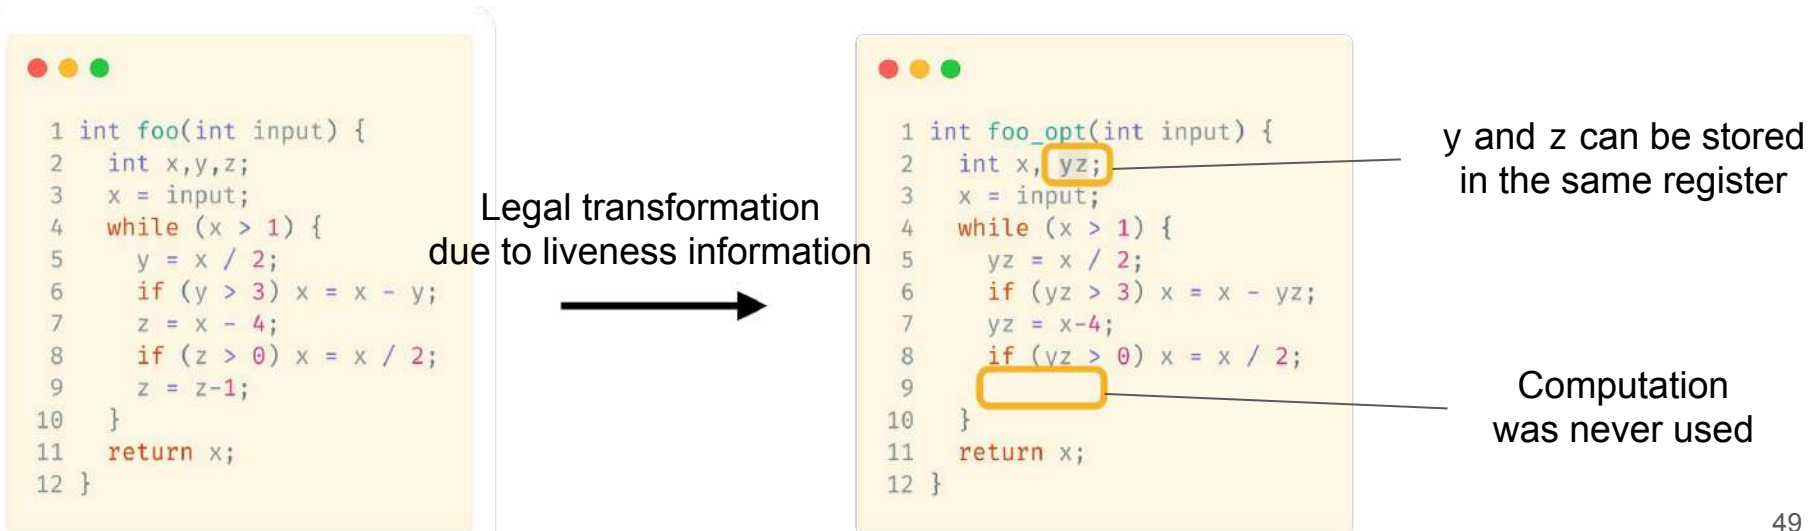 1 int foo(int input) {
2 int x,y,z;
3 x = input;
4 while (x > 1) {
5 y = x / 2;
6 if (y > 3) x = x - y;
7 z = x - 4;
8 if (z > 0) x = x / 2;
9 z = z-1;
10 }
11 return x;
12 }
Legal transformation
due to liveness information
1 int foo_opt(int input) {
2 int x, yz;
3 x = input;
4 while (x > 1) {
5 yz = x / 2;
6 if (yz > 3) x = x - yz;
7 yz = x-4;
8 if (yz > 0) x = x / 2;
9
10 }
11 return x;
12 }
y and z can be stored
in the same register
Computation
was never used
49